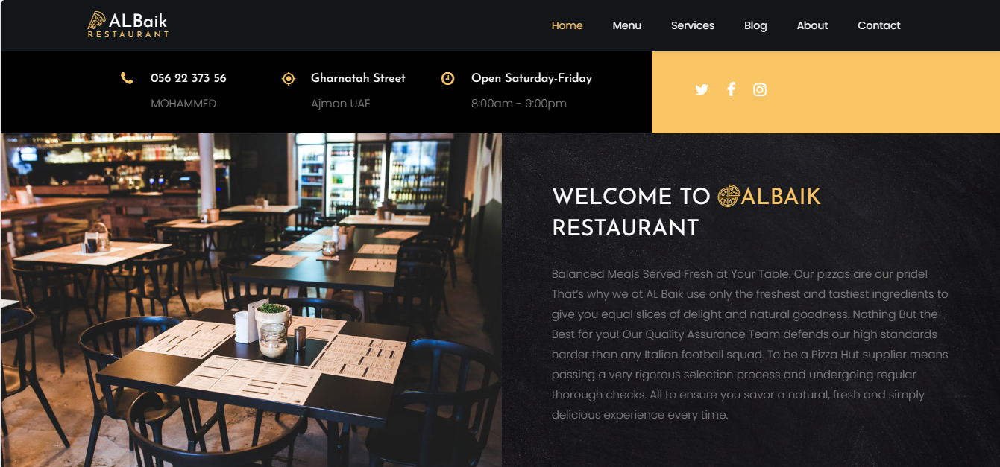 ALBaik
RESTAURANT
Home Menu Services Blog About Contact
056 22 373 56
MOHAMMED
Gharnatah Street
Ajman UAE
Open Saturday-Friday
8:00am - 9:00pm
WELCOME TO ALBAIK
RESTAURANT
Balanced Meals Served Fresh at Your Table. Our pizzas are our pride!
That's why we at AL Baik use only the freshest and tastiest ingredients to
give you equal slices of delight and natural goodness. Nothing But the
Best for you! Our Quality Assurance Team defends our high standards
harder than any Italian football squad. To be a Pizza Hut supplier means
passing a very rigorous selection process and undergoing regular
thorough checks. All to ensure you savor a natural, fresh and simply
delicious experience every time.